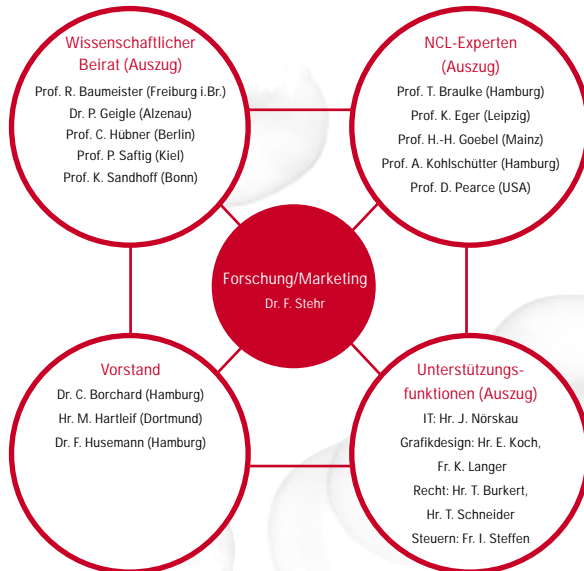 Wissenschaftlicher
Beirat (Auszug)
Prof. R. Baumeister (Freiburg i.Br.)
Dr. P. Geigle (Alzenau)
Prof. C. Hübner (Berlin)
Prof. P. Saftig (Kiel)
Prof. K. Sandhoff (Bonn)
NCL-Experten
(Auszug)
Prof. T. Braulke (Hamburg)
Prof. K. Eger (Leipzig)
Prof. H.-H. Goebel (Mainz)
Prof. A. Kohlschütter (Hamburg)
Prof. D. Pearce (USA)
Forschung/Marketing
Dr. F. Stehr
Vorstand
Dr. C. Borchard (Hamburg)
Hr. M. Hartleif (Dortmund)
Dr. F. Husemann (Hamburg)
Unterstützungs-
funktionen (Auszug)
IT: Hr. J. Nörskau
Grafikdesign: Hr. E. Koch,
Fr. K. Langer
Recht: Hr. T. Burkert,
Hr. T. Schneider
Steuern: Fr. I. Steffen